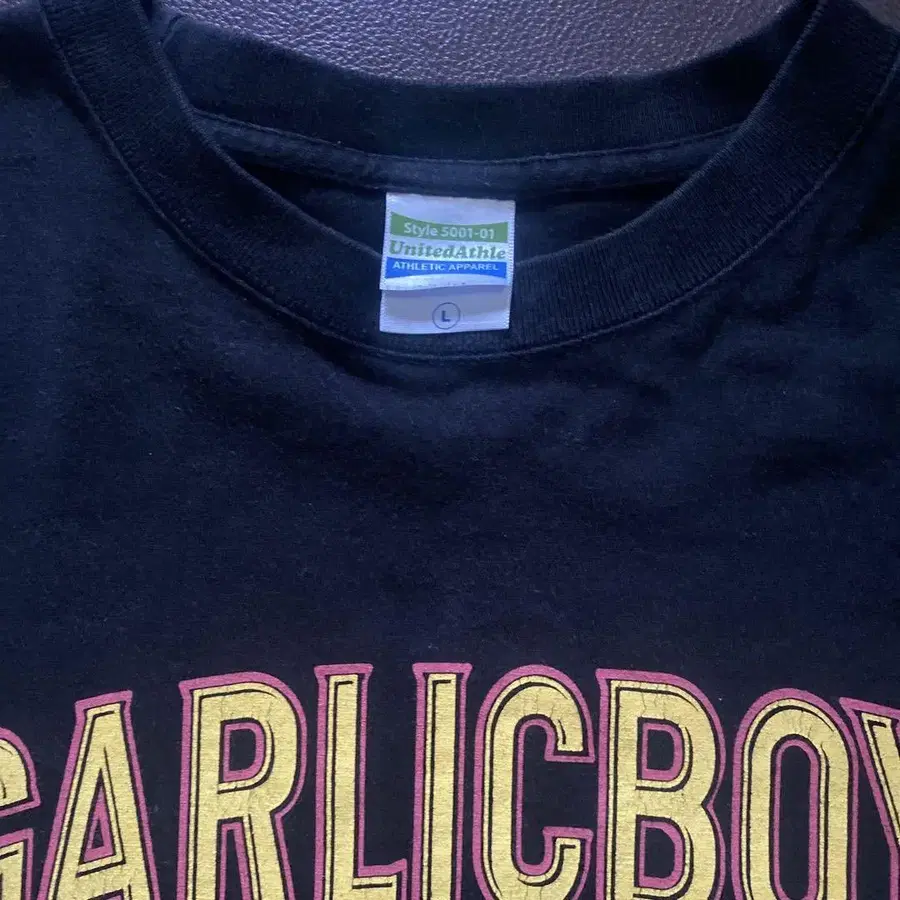 Style 5001-01
UnitedAthle
ATHLETIC APPAREL
L
GARLICBOY